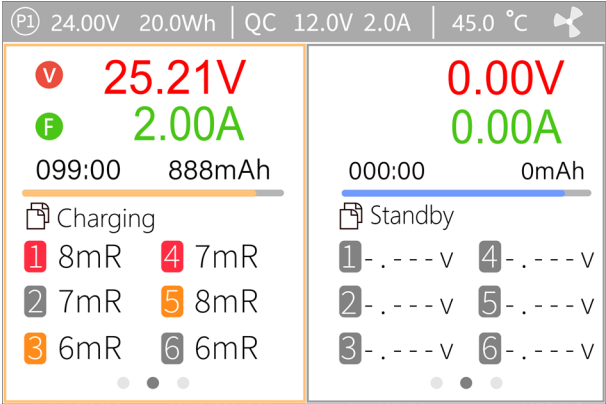 P1 24.00V 20.0Wh QC 12.0V 2.0A 45.0 °C
V 25.21V
F 2.00A
099:00 888mAh
Charging
1 8mR 4 7mR
2 7mR 5 8mR
3 6mR 6 6mR
0.00V
0.00A
000:00 0mAh
Standby
1 -.--- v 4 -.--- v
2 -.--- v 5 -.--- v
3 -.--- v 6 -.--- v